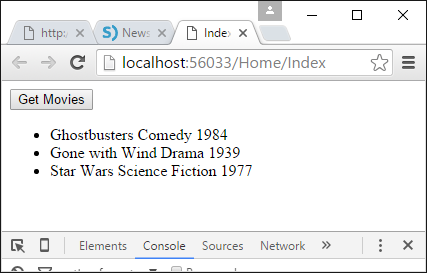 http:
News
Index
localhost:56033/Home/Index
Get Movies
Ghostbusters Comedy 1984
Gone with Wind Drama 1939
Star Wars Science Fiction 1977
Elements Console Sources Network